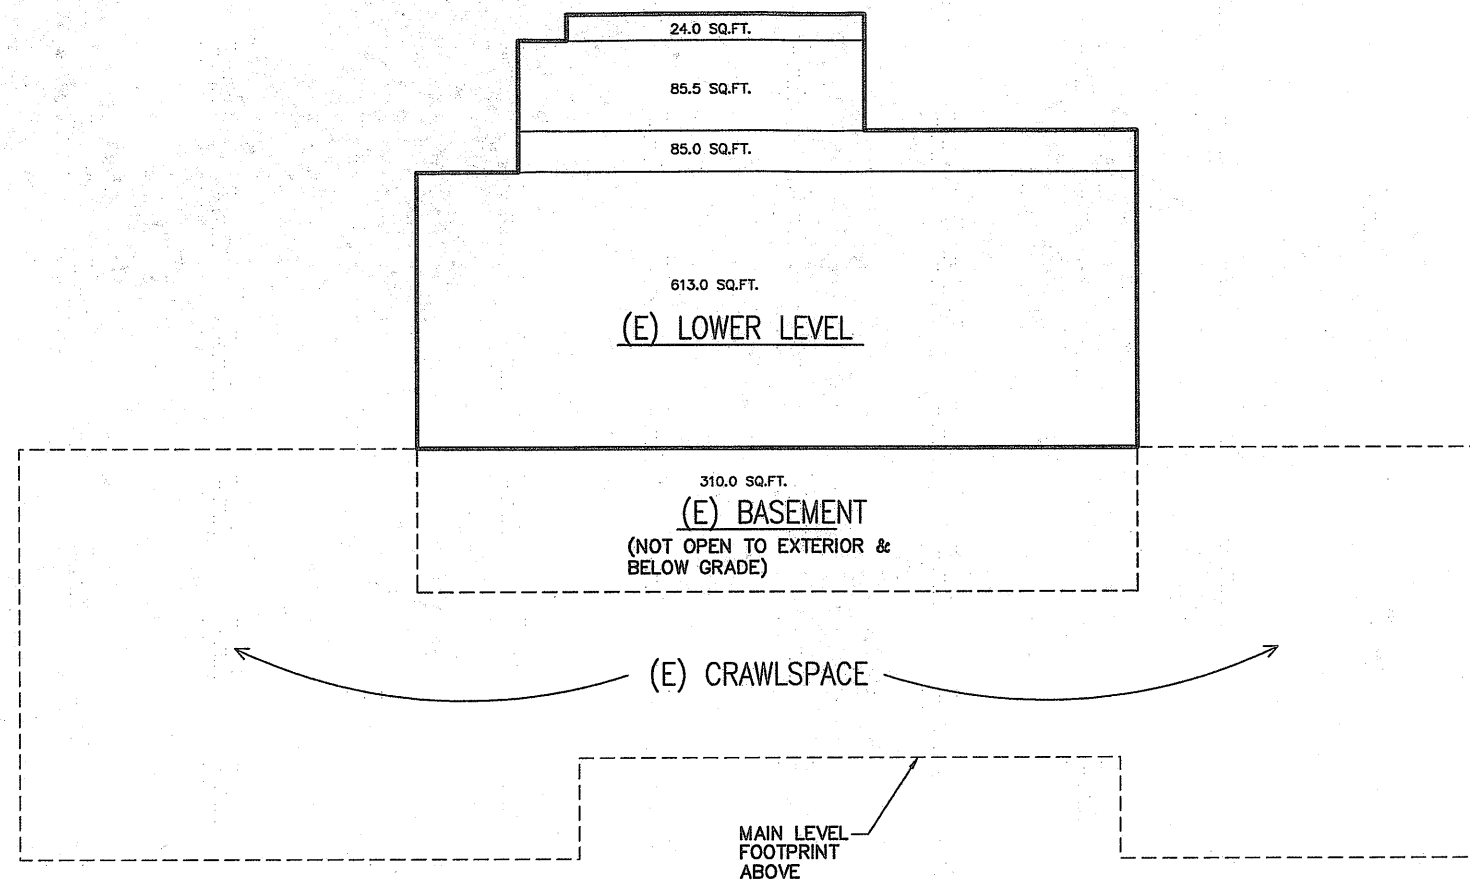 24.0 SQ.FT.
85.5 SQ.FT.
85.0 SQ.FT.
613.0 SQ.FT.
(E) LOWER LEVEL
310.0 SQ.FT.
(E) BASEMENT
(NOT OPEN TO EXTERIOR &
BELOW GRADE)
(E) CRAWLSPACE
MAIN LEVEL
FOOTPRINT
ABOVE